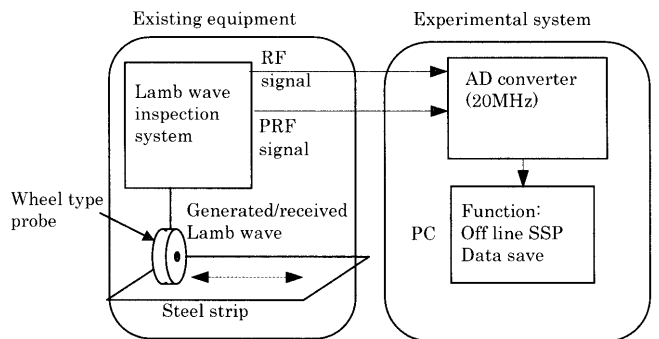 Existing equipment
Experimental system
RF
signal
Lamb wave
inspection
system
PRF
signal
AD converter
(20MHz)
Wheel type
probe
Generated/received
Lamb wave
PC
Function:
Off line SSP
Data save
Steel strip